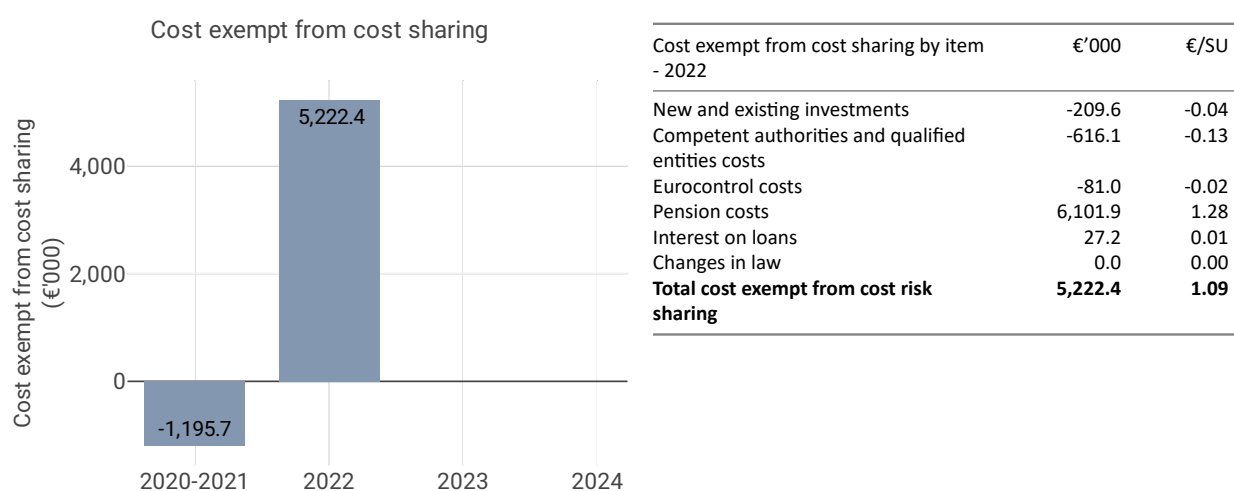 Cost exempt from cost sharing
Cost exempt from cost sharing
(€'000)
4,000
2,000
0
5,222.4
-1,195.7
2020-2021 2022 2023 2024
Cost exempt from cost sharing by item €’000 €/SU
- 2022
New and existing investments -209.6 -0.04
Competent authorities and qualified -616.1 -0.13
entities costs
Eurocontrol costs -81.0 -0.02
Pension costs 6,101.9 1.28
Interest on loans 27.2 0.01
Changes in law 0.0 0.00
Total cost exempt from cost risk 5,222.4 1.09
sharing